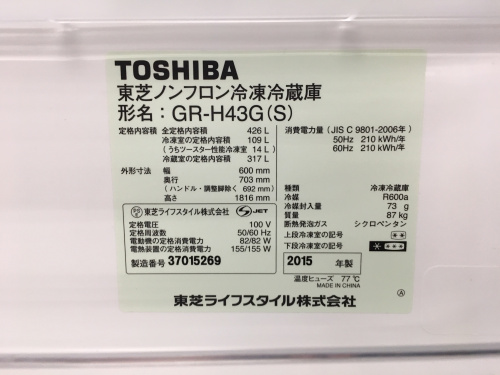 TOSHIBA
東芝ノンフロン冷凍冷蔵庫
形名：GR-H43G(S)
定格内容積 全定格内容積 426 L
冷凍室の定格内容積 109 L
(うちツースター性能冷凍室 14 L)
冷蔵室の定格内容積 317 L
外形寸法 幅 600 mm
奥行 703 mm
(ハンドル・調整脚除く 692 mm)
高さ 1816 mm
東芝ライフスタイル株式会社 JET
定格電圧 100 V
定格周波数 50/60 Hz
電動機の定格消費電力 82/82 W
電熱装置の定格消費電力 155/155 W
製造番号 37015269
消費電力量 (JIS C 9801-2006年)
50Hz 210 kWh/年
60Hz 210 kWh/年
種類 冷凍冷蔵庫
冷媒 R600a
冷媒封入量 73 g
質量 87 kg
断熱発泡ガス シクロペンタン
上段冷凍室の記号 **
下段冷凍室の記号 * ***
2015 年製
温度ヒューズ 77℃
MADE IN CHINA
東芝ライフスタイル株式会社 Ⓐ